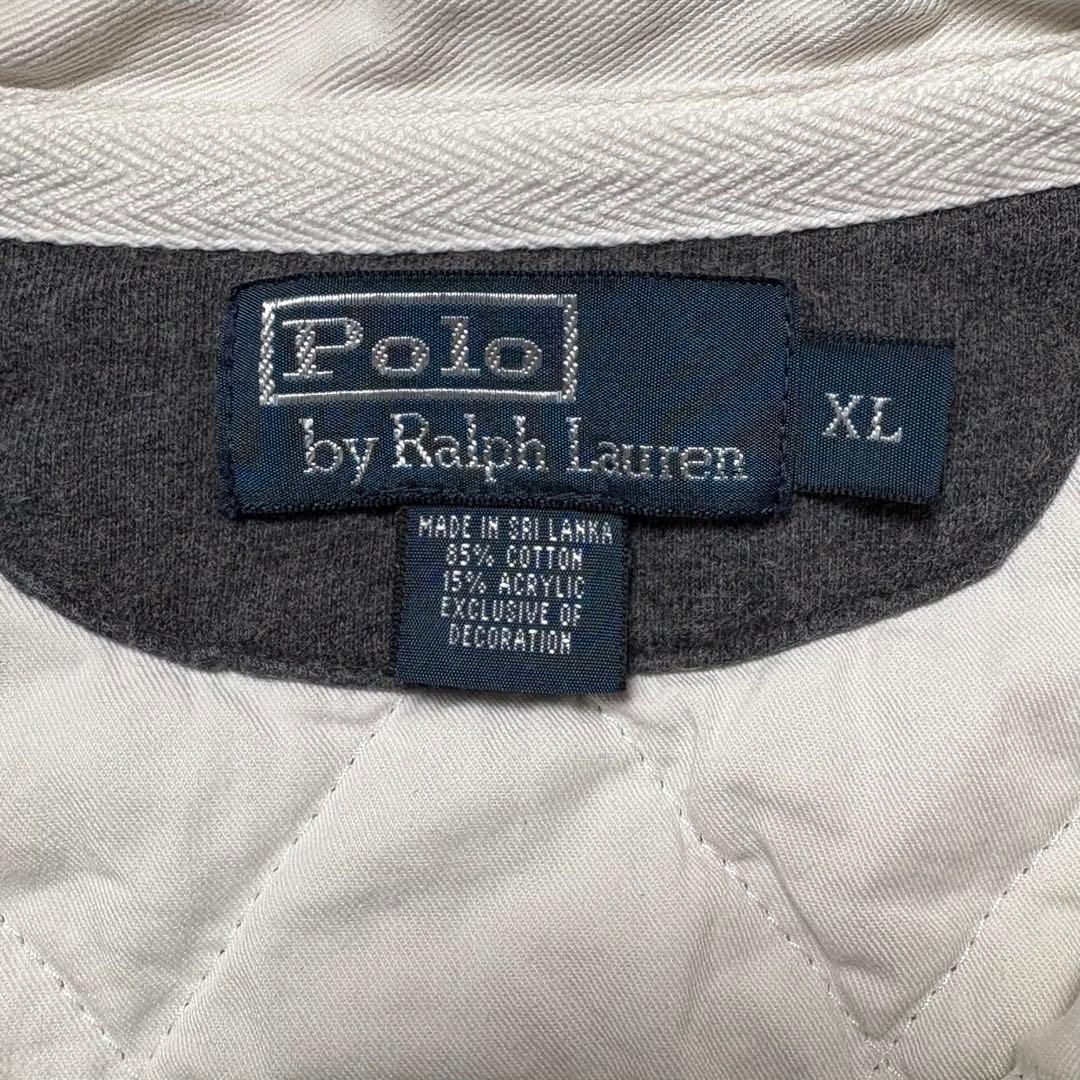 Polo
by Ralph Lauren
XL
MADE IN SRI LANKA
85% COTTON
15% ACRYLIC
EXCLUSIVE OF
DECORATION